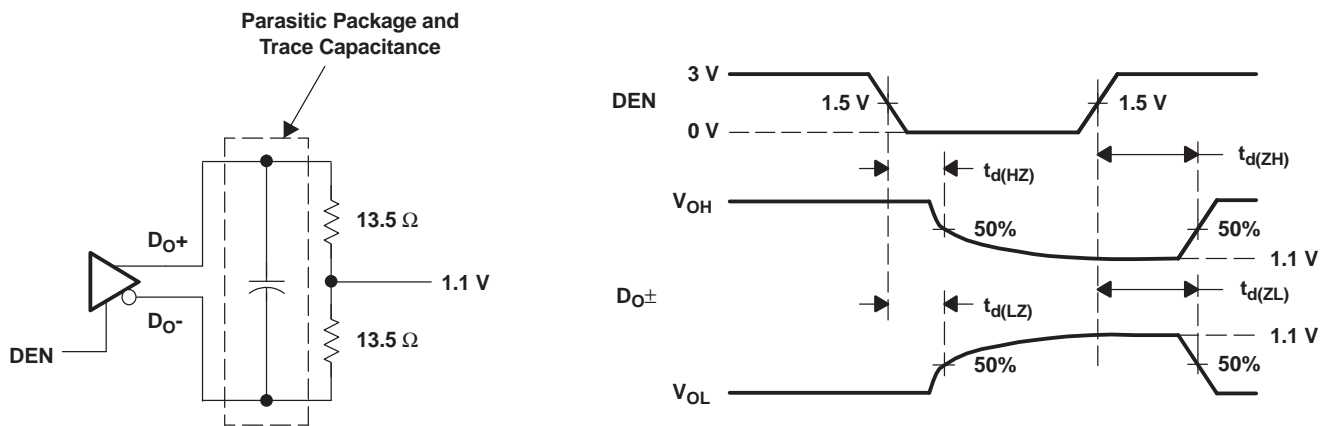 Parasitic Package and
Trace Capacitance
DO+
DO-
DEN
13.5 Ω
1.1 V
13.5 Ω
DEN
3 V
1.5 V
1.5 V
0 V
td(HZ)
td(ZH)
VOH
50%
50%
1.1 V
DO±
td(LZ)
td(ZL)
1.1 V
50%
50%
VOL